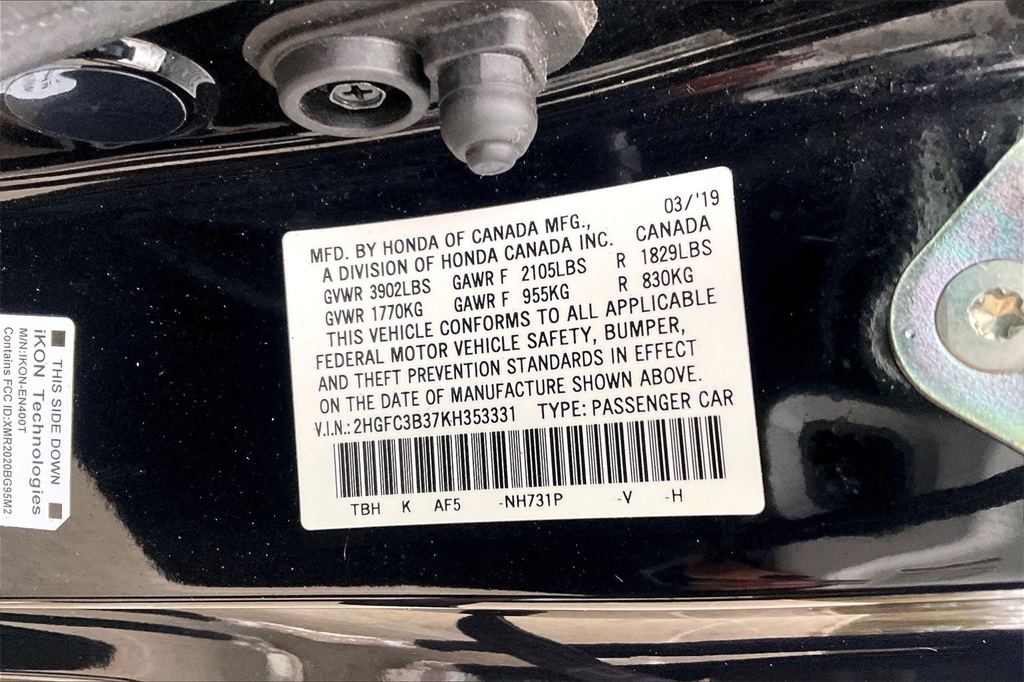 03/'19
MFD. BY HONDA OF CANADA MFG.,
A DIVISION OF HONDA CANADA INC. CANADA
GVWR 3902LBS GAWR F 2105LBS R 1829LBS
GVWR 1770KG GAWR F 955KG R 830KG
THIS VEHICLE CONFORMS TO ALL APPLICABLE
FEDERAL MOTOR VEHICLE SAFETY, BUMPER,
AND THEFT PREVENTION STANDARDS IN EFFECT
ON THE DATE OF MANUFACTURE SHOWN ABOVE.
V.I.N.: 2HGFC3B37KH353331 TYPE: PASSENGER CAR
TBH K AF5 -NH731P -V -H
THIS SIDE DOWN
iKON Technologies
M/N:IKON-EN400T
Contains FCC ID:XMR2020BG95M2